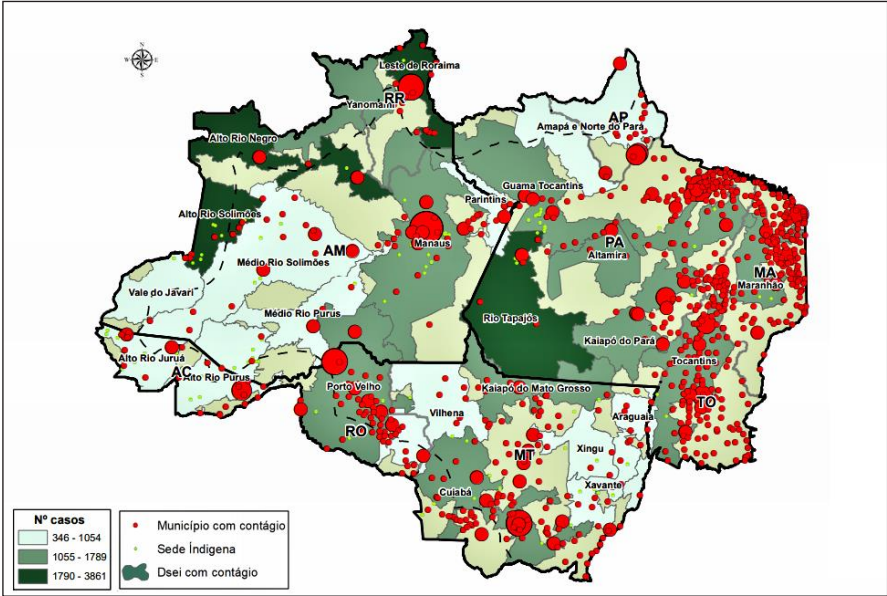 N
W
E
S
Leste de Roraima
RR
Yanomami
Alto Rio Negro
AP
Amapá e Norte do Pará
Guama Tocantins
Parintins
Alto Rio Solimões
Manaus
AM
PA
Altamira
Médio Rio Solimões
MA
Maranhão
Vale do Javari
Médio Rio Purus
Rio Tapajós
Kaiapó do Pará
Tocantins
Alto Rio Juruá
AC
Alto Rio Purus
Porto Velho
Kaiapó do Mato Grosso
TO
Vilhena
Araguaia
RO
MT
Xingu
Cuiabá
Xavante
Nº casos
346 - 1054
1055 - 1789
1790 - 3861
Município com contágio
Sede Índigena
Dsei com contágio